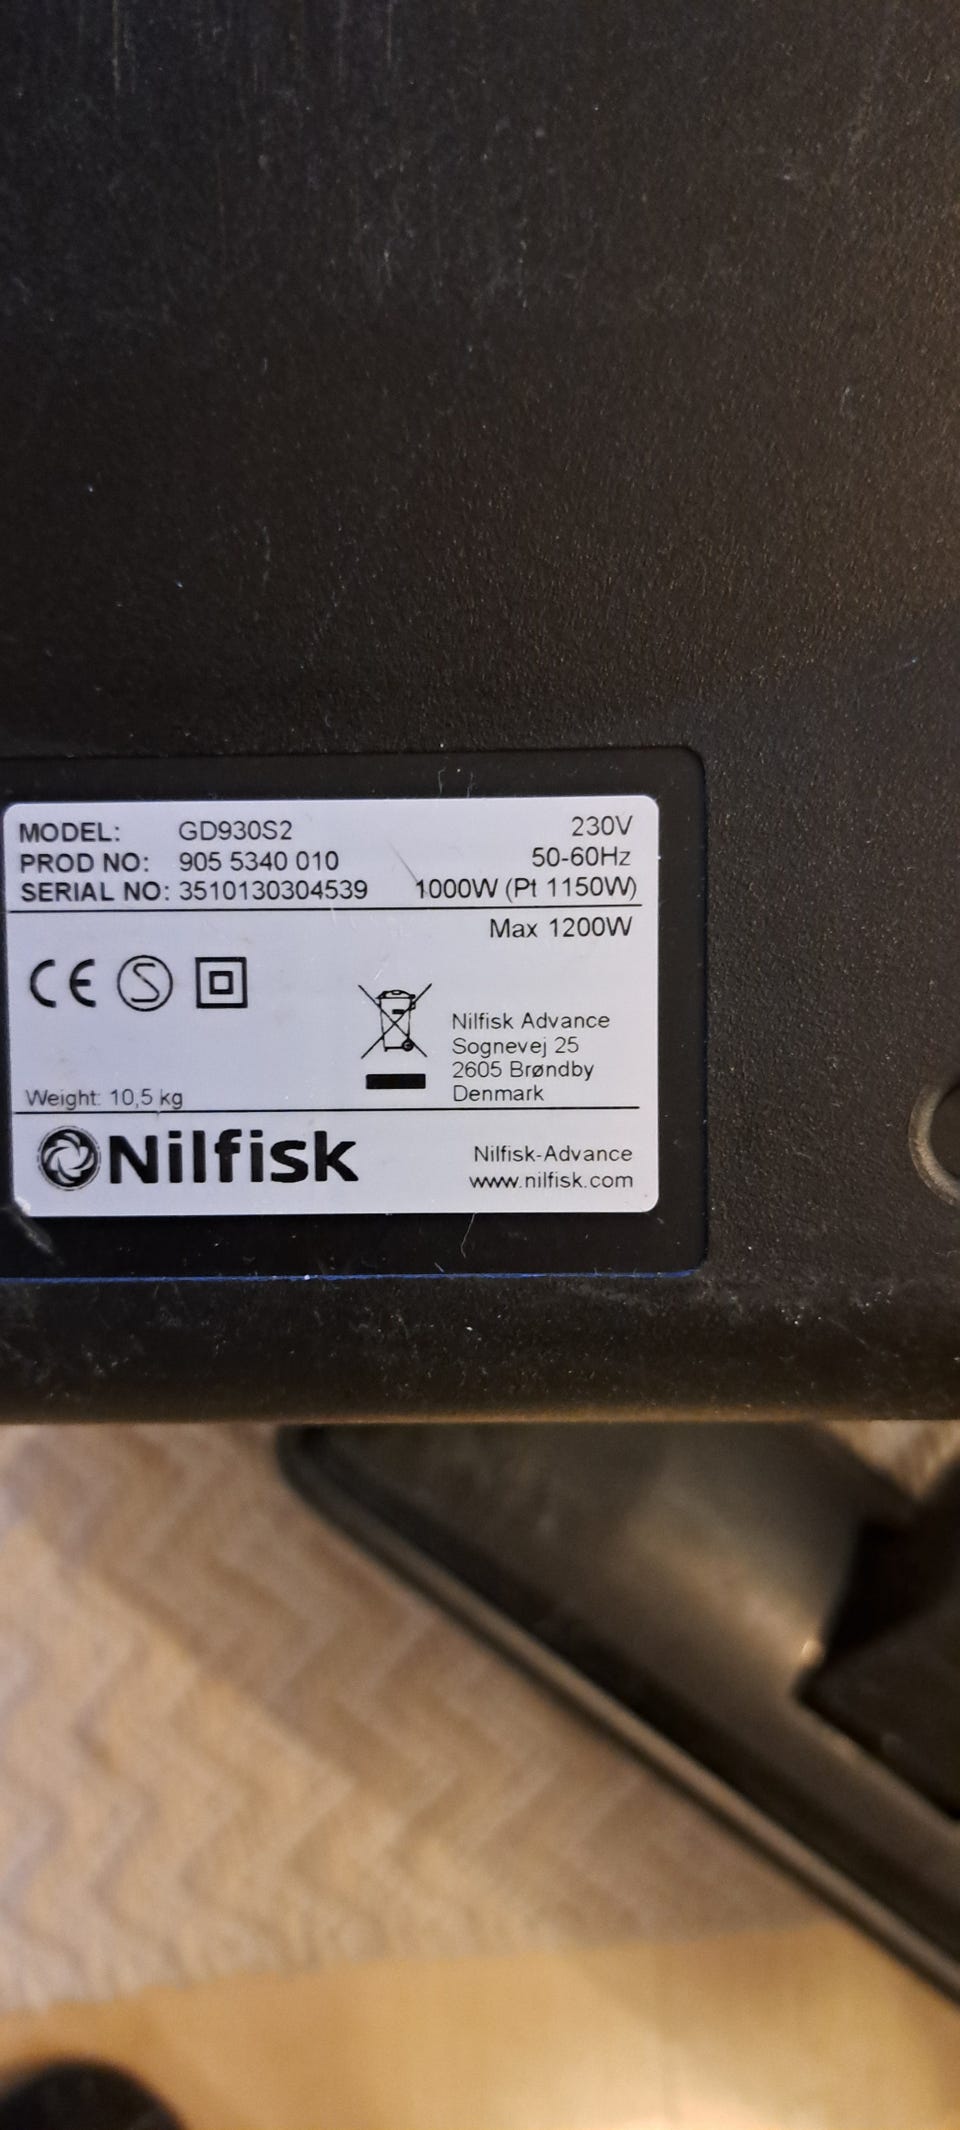 MODEL: GD930S2 230V
PROD NO: 905 5340 010 50-60Hz
SERIAL NO: 3510130304539 1000W (Pt 1150W)
Max 1200W
CE S
Nilfisk Advance
Sognevej 25
2605 Brøndby
Weight: 10,5 kg Denmark
Nilfisk Nilfisk-Advance
www.nilfisk.com